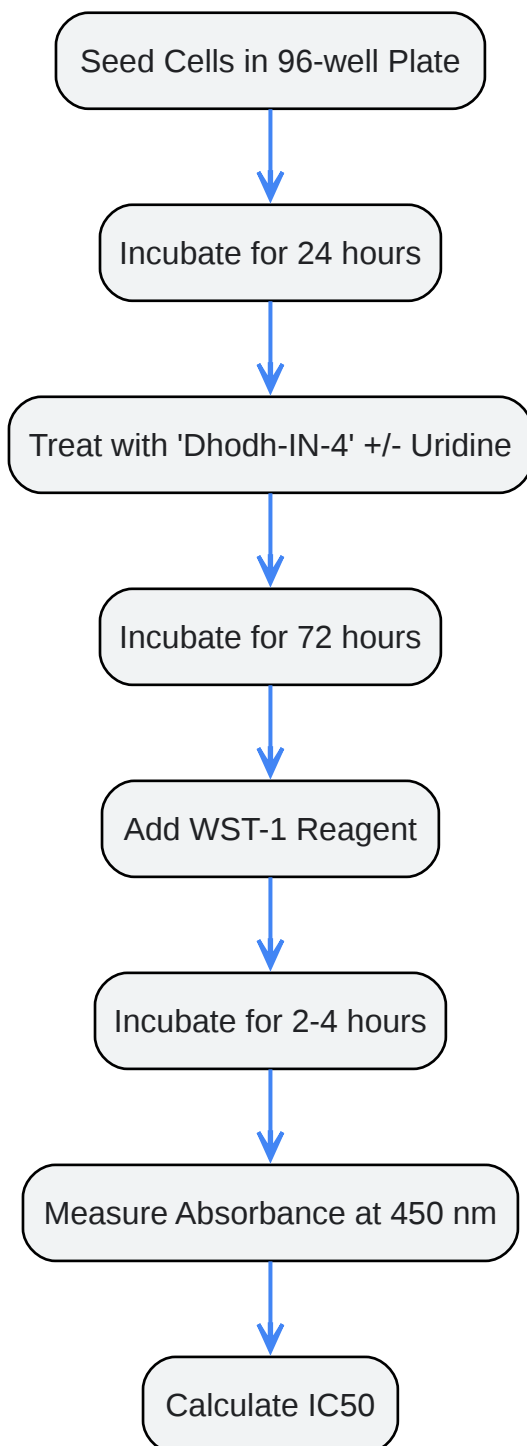 Seed Cells in 96-well Plate
Incubate for 24 hours
Treat with 'Dhodh-IN-4' +/- Uridine
Incubate for 72 hours
Add WST-1 Reagent
Incubate for 2-4 hours
Measure Absorbance at 450 nm
Calculate IC50